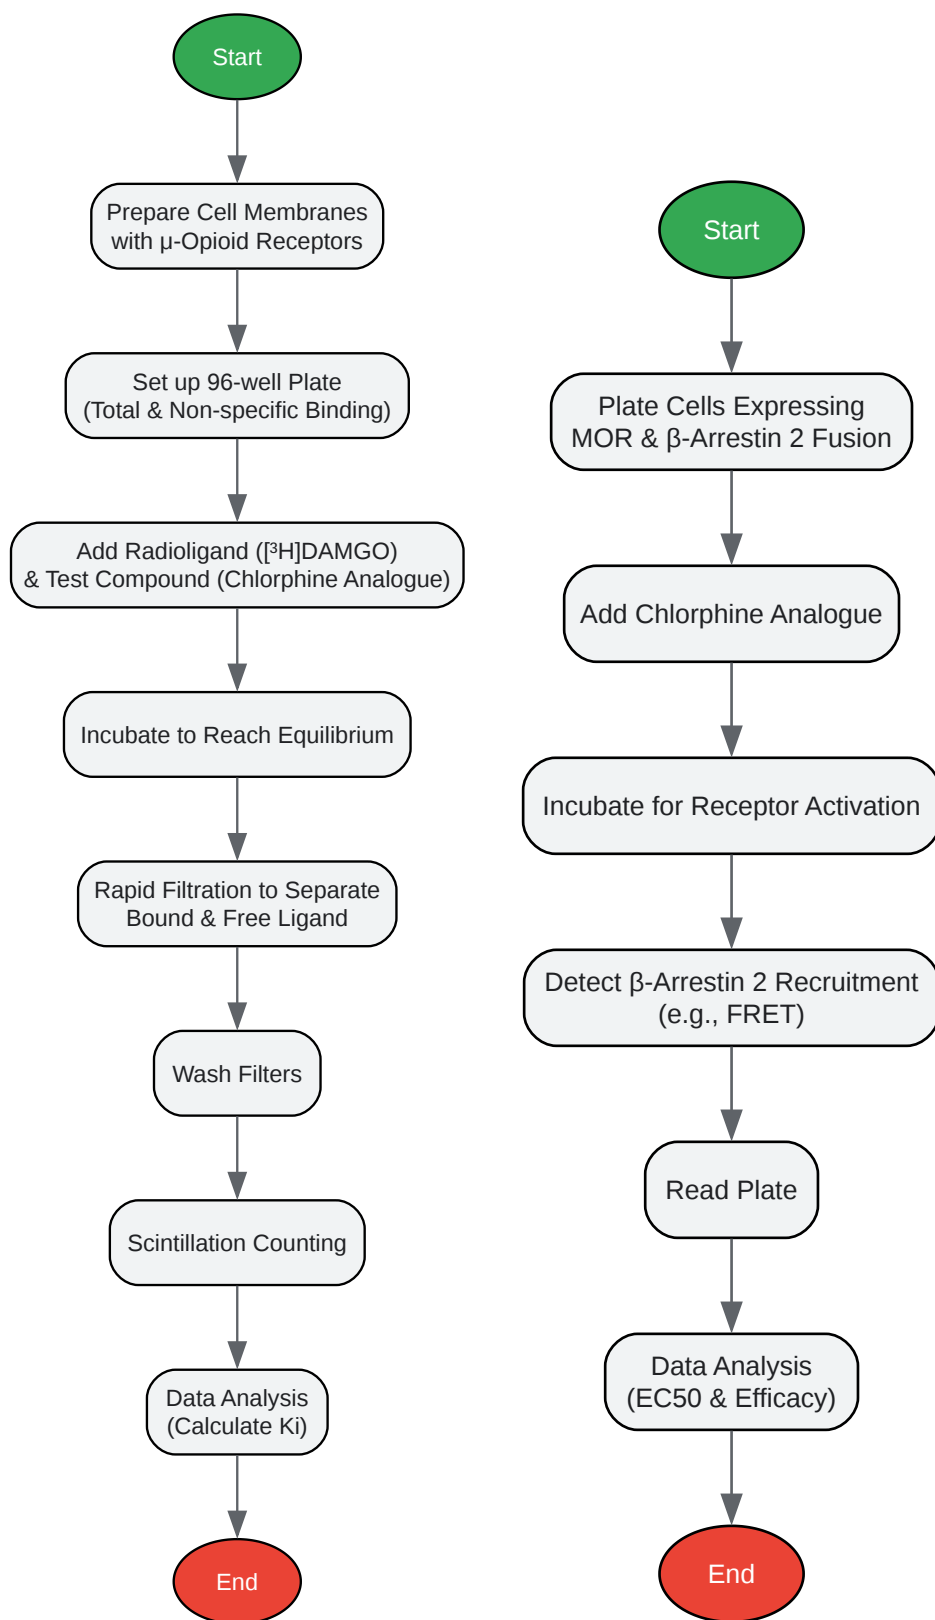 Start
Prepare Cell Membranes
with μ-Opioid Receptors
Set up 96-well Plate
(Total & Non-specific Binding)
Add Radioligand ([³H]DAMGO)
& Test Compound (Chlorphine Analogue)
Incubate to Reach Equilibrium
Rapid Filtration to Separate
Bound & Free Ligand
Wash Filters
Scintillation Counting
Data Analysis
(Calculate Ki)
End
Start
Plate Cells Expressing
MOR & β-Arrestin 2 Fusion
Add Chlorphine Analogue
Incubate for Receptor Activation
Detect β-Arrestin 2 Recruitment
(e.g., FRET)
Read Plate
Data Analysis
(EC50 & Efficacy)
End